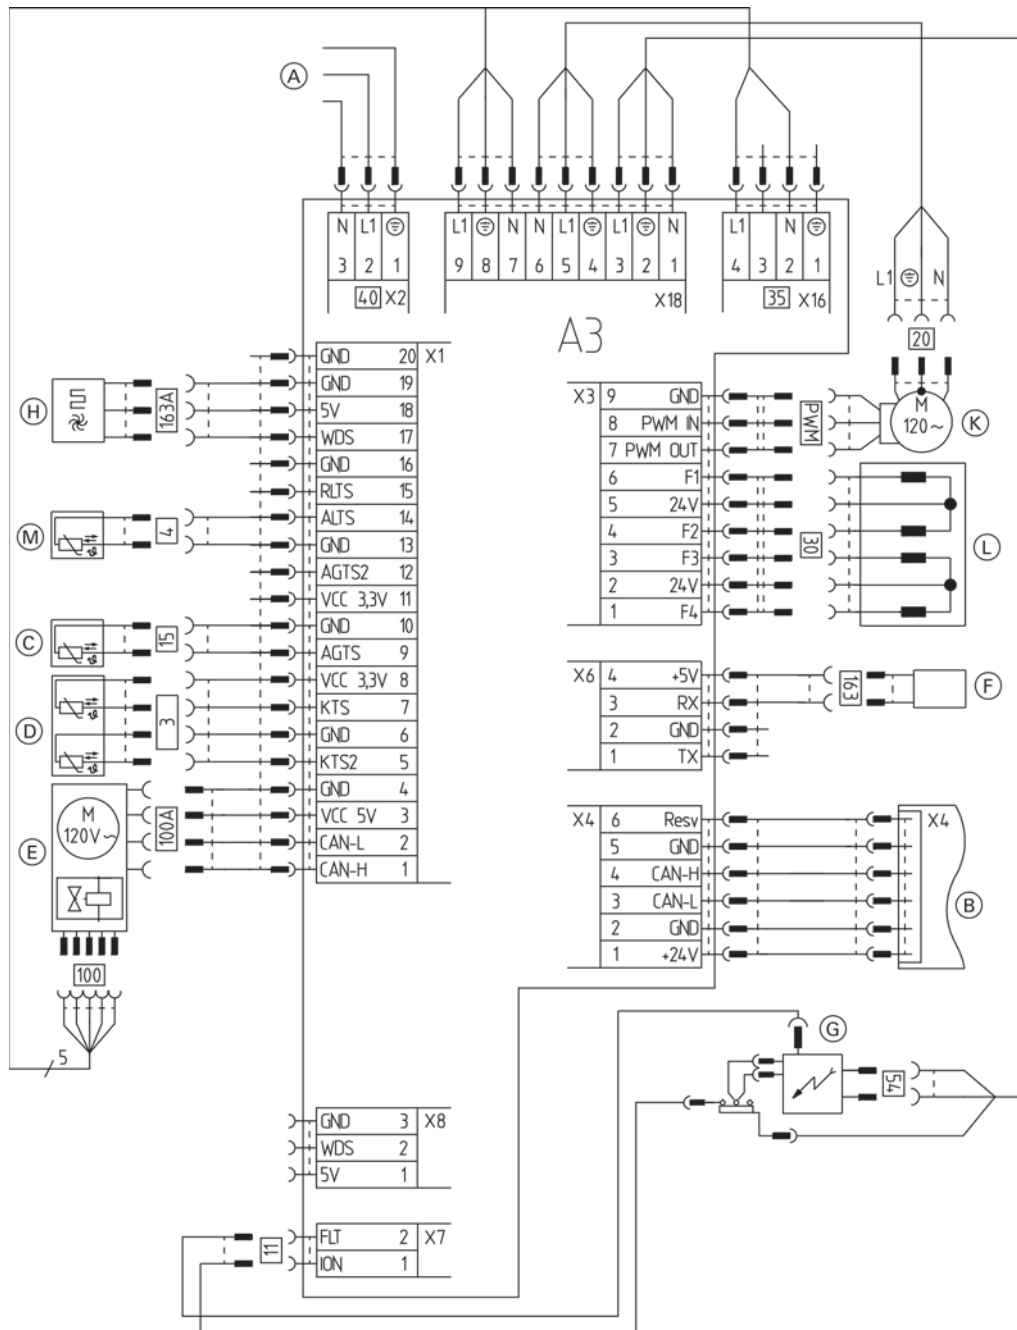 A
N L1
3 2 1
40 X2
L1 N N L1 L1 N
9 8 7 6 5 4 3 2 1
X18
L1 N
4 3 2 1
35 X16
L1 N
20
M
120~
K
A3
GND 20 X1
GND 19
5V 18
WDS 17
GND 16
RLTS 15
ALTS 14
GND 13
AGTS2 12
VCC 3,3V 11
GND 10
AGTS 9
VCC 3,3V 8
KTS 7
GND 6
KTS2 5
GND 4
VCC 5V 3
CAN-L 2
CAN-H 1
H
163A
M
4
ϑ
C
15
ϑ
D
3
ϑ
ϑ
E
M
120V~
100A
100
5
X3 9 GND
8 PWM IN
7 PWM OUT
6 F1
5 24V
4 F2
3 F3
2 24V
1 F4
PWM
30
L
X6 4 +5V
3 RX
2 GND
1 TX
163
F
X4 6 Resv
5 GND
4 CAN-H
3 CAN-L
2 GND
1 +24V
X4
B
G
54
GND 3 X8
WDS 2
5V 1
FLT 2 X7
ION 1
11